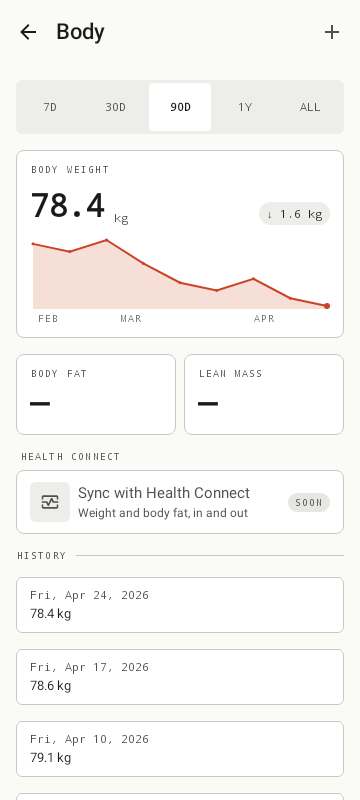 Body
7D 30D 90D 1Y ALL
BODY WEIGHT
78.4 kg
↓ 1.6 kg
FEB MAR APR
BODY FAT
—
LEAN MASS
—
HEALTH CONNECT
Sync with Health Connect
Weight and body fat, in and out
SOON
HISTORY
Fri, Apr 24, 2026
78.4 kg
Fri, Apr 17, 2026
78.6 kg
Fri, Apr 10, 2026
79.1 kg